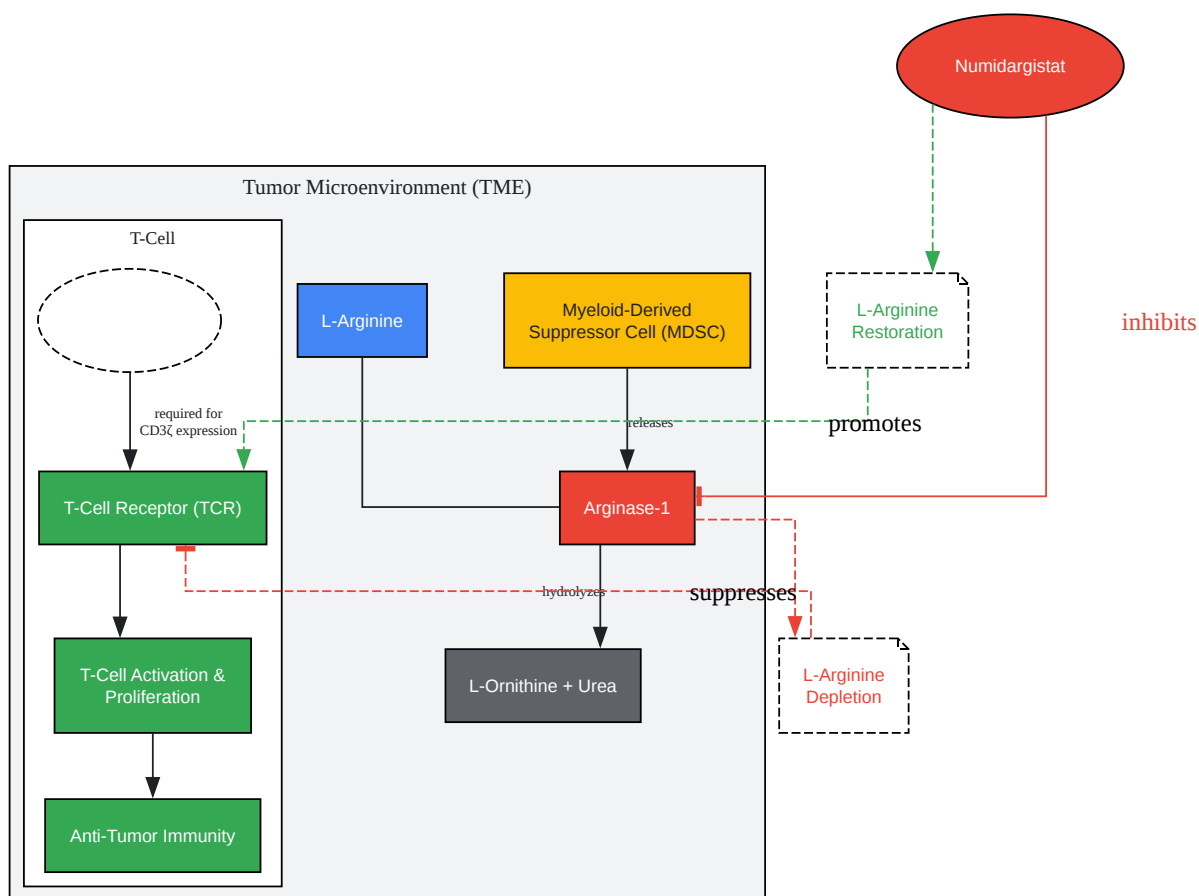 Numidargistat
Tumor Microenvironment (TME)
T-Cell
L-Arginine
Myeloid-Derived
Suppressor Cell (MDSC)
L-Arginine
Restoration
inhibits
required for
CD3ζ expression
releases
promotes
T-Cell Receptor (TCR)
Arginase-1
hydrolyzes
suppresses
T-Cell Activation &
Proliferation
L-Ornithine + Urea
L-Arginine
Depletion
Anti-Tumor Immunity